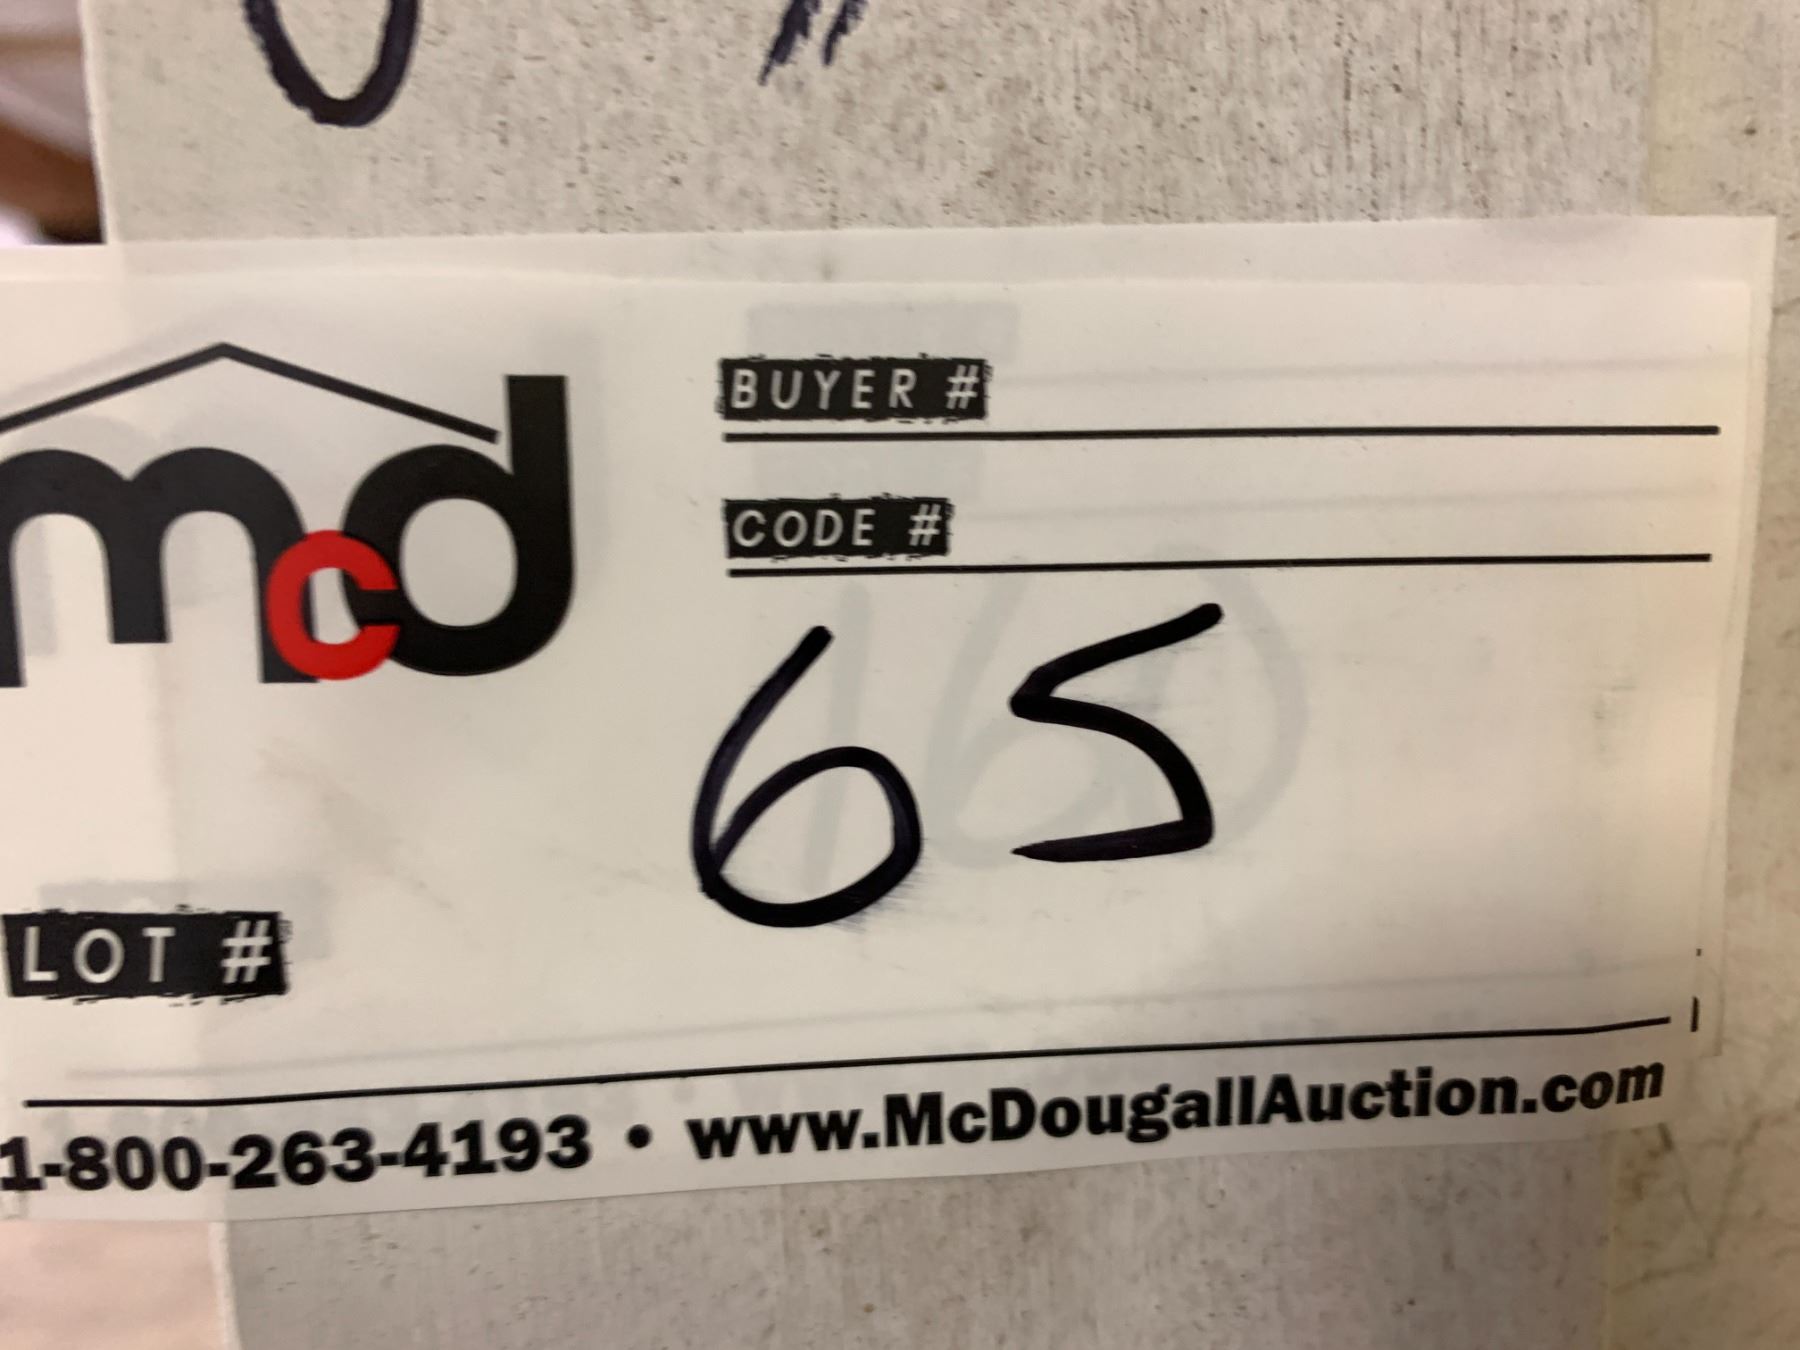 mcd
BUYER #
CODE #
65
LOT #
1-800-263-4193 • www.McDougallAuction.com